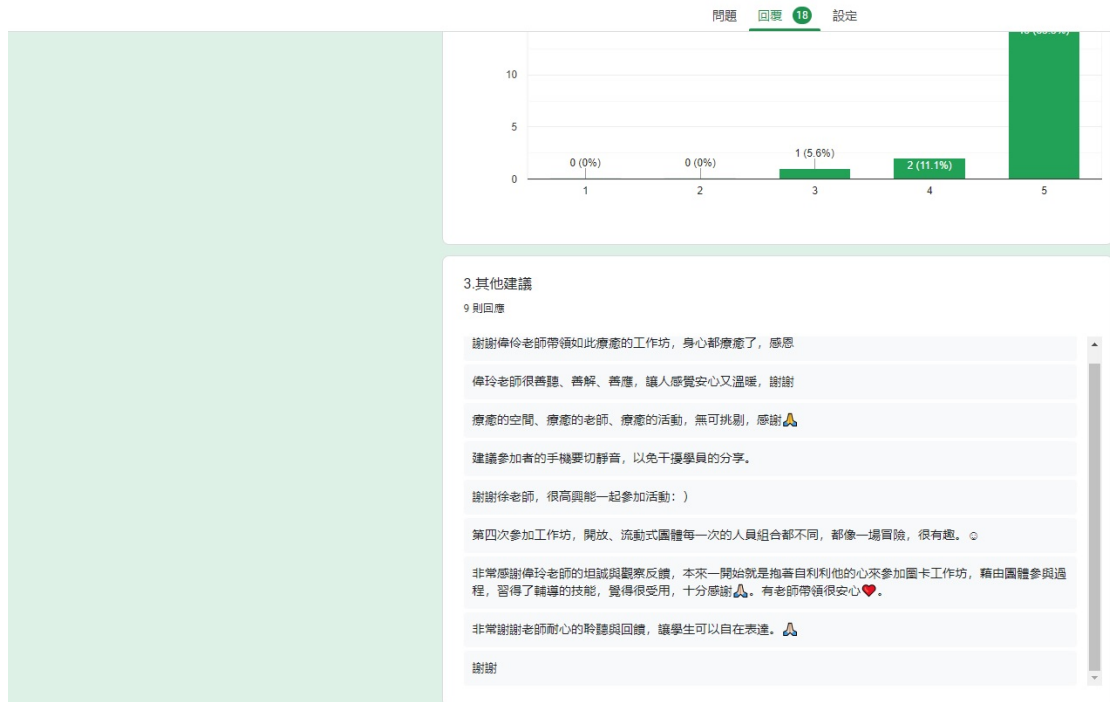 問題 回覆 18 設定
10
5
0
0 (0%)
0 (0%)
1 (5.6%)
2 (11.1%)
1 2 3 4 5
3.其他建議
9 則回應
謝謝偉伶老師帶領如此療癒的工作坊，身心都療癒了，感恩
偉玲老師很善聽、善解、善應，讓人感覺安心又溫暖，謝謝
療癒的空間、療癒的老師、療癒的活動，無可挑剔，感謝🙏
建議參加者的手機要切靜音，以免干擾學員的分享。
謝謝徐老師，很高興能一起參加活動：）
第四次參加工作坊，開放、流動式團體每一次的人員組合都不同，都像一場冒險，很有趣。☺
非常感謝偉玲老師的坦誠與觀察反饋，本來一開始就是抱著自利利他的心來參加圖卡工作坊，藉由團體參與過
程，習得了輔導的技能，覺得很受用，十分感謝🙏🏻。有老師帶領很安心❤️。
非常謝謝老師耐心的聆聽與回饋，讓學生可以自在表達。🙏🏻
謝謝